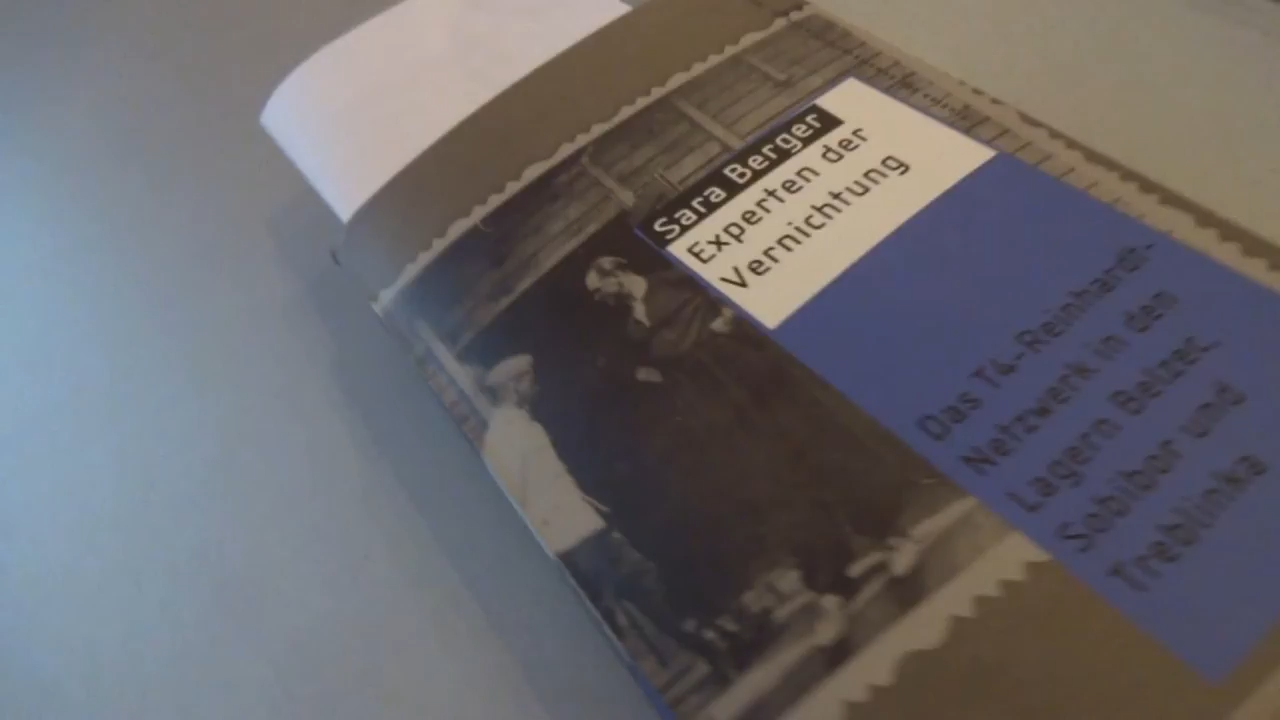 Sara Berger
Experten der
Vernichtung
Das T4-Reinhardt-
Netzwerk in den
Lagern Belzec,
Sobibor und
Treblinka